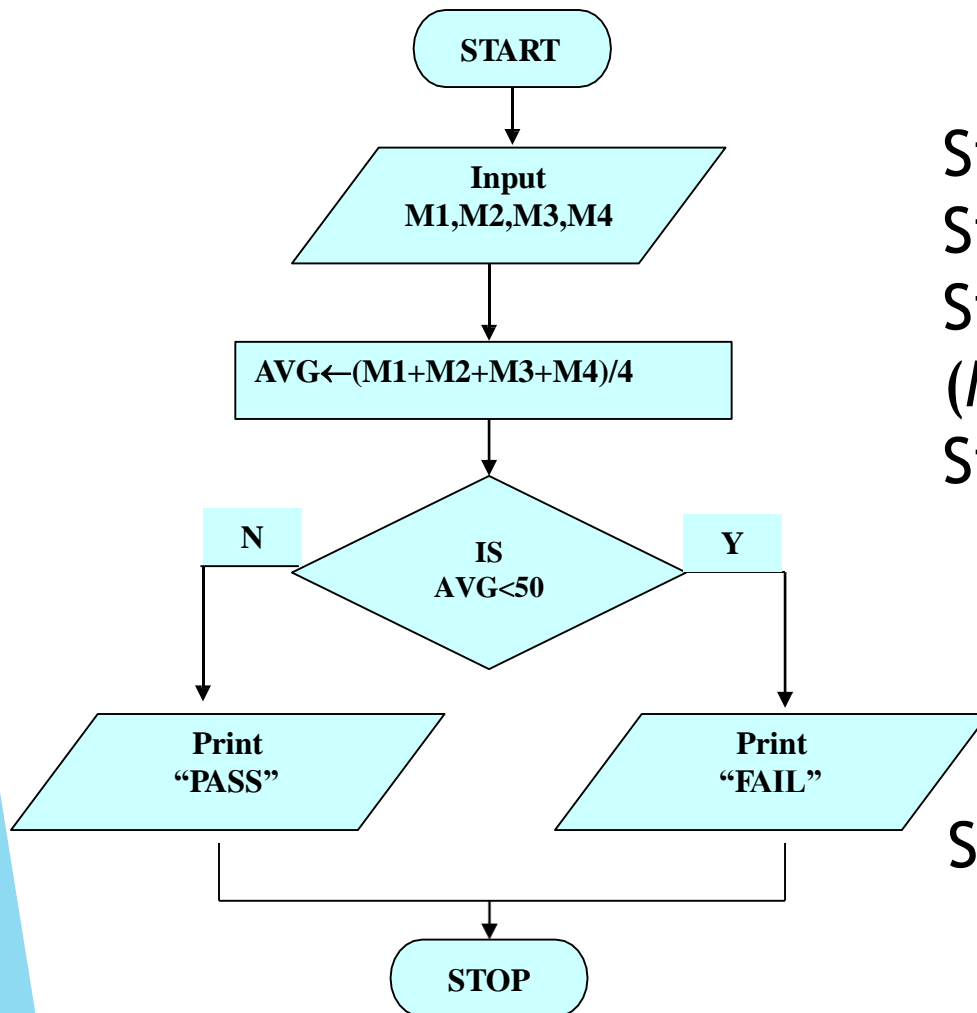 START
Input
M1,M2,M3,M4
AVG←(M1+M2+M3+M4)/4
N
IS
AVG<50
Y
Print
“PASS”
Print
“FAIL”
STOP